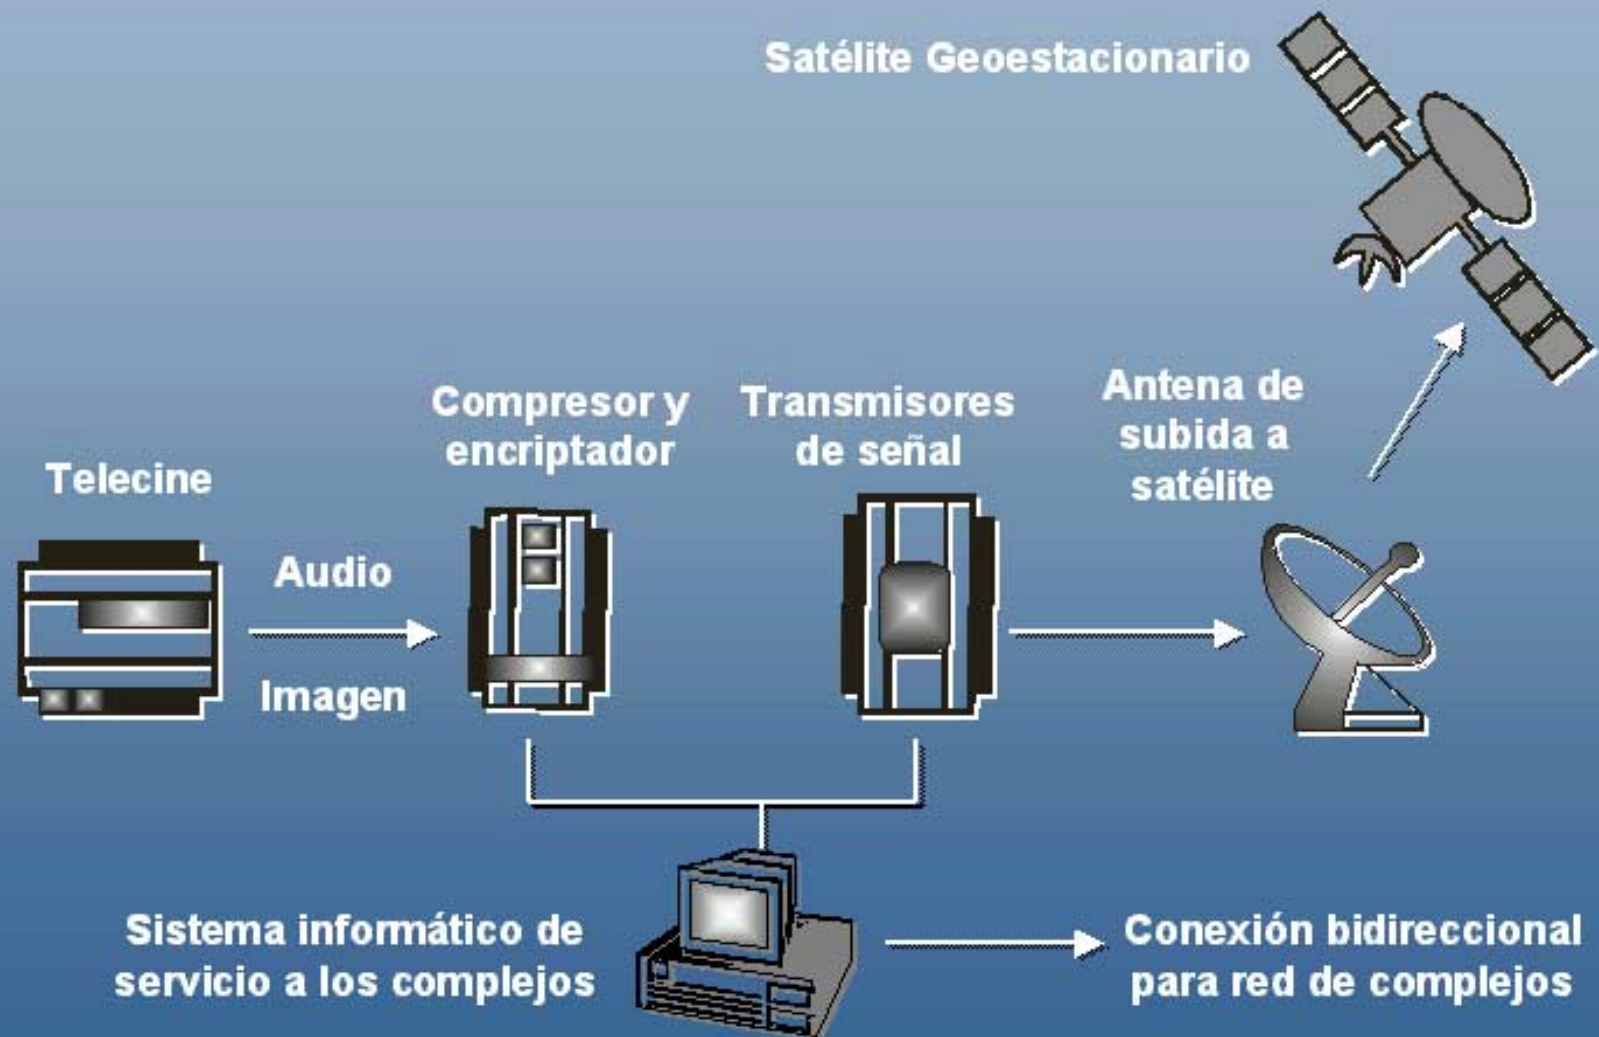 Satélite Geoestacionario
Telecine
Audio
Imagen
Compresor y
encriptador
Transmisores
de señal
Antena de
subida a
satélite
Sistema informático de
servicio a los complejos
Conexión bidireccional
para red de complejos